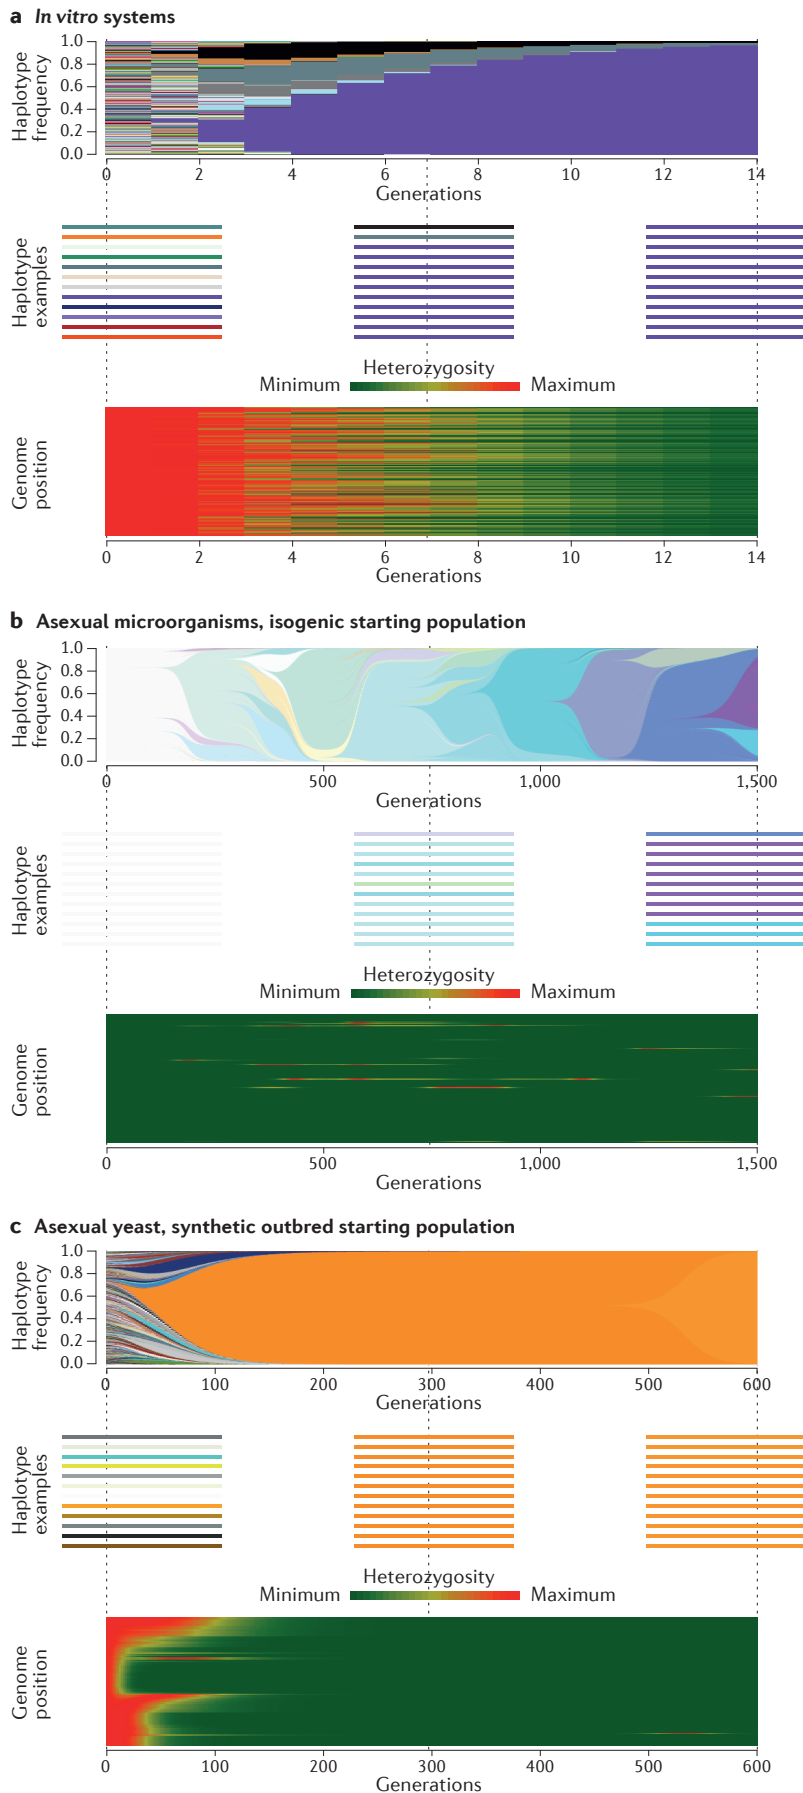 a In vitro systems
Haplotype
frequency
1.0
0.8
0.6
0.4
0.2
0.0
0 2 4 6 8 10 12 14
Generations
Haplotype
examples
Heterozygosity
Minimum Maximum
Genome
position
0 2 4 6 8 10 12 14
Generations
b Asexual microorganisms, isogenic starting population
Haplotype
frequency
1.0
0.8
0.6
0.4
0.2
0.0
0 500 1,000 1,500
Generations
Haplotype
examples
Heterozygosity
Minimum Maximum
Genome
position
0 500 1,000 1,500
Generations
c Asexual yeast, synthetic outbred starting population
Haplotype
frequency
1.0
0.8
0.6
0.4
0.2
0.0
0 100 200 300 400 500 600
Generations
Haplotype
examples
Heterozygosity
Minimum Maximum
Genome
position
0 100 200 300 400 500 600
Generations